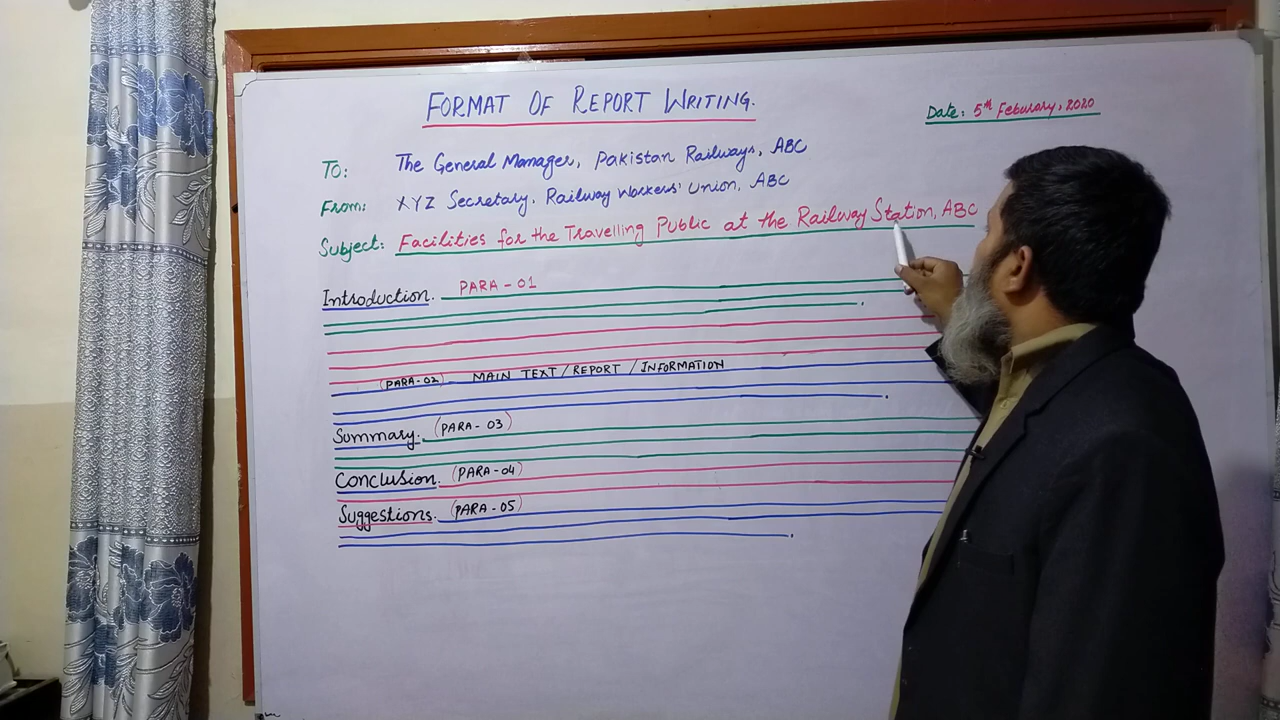 FORMAT OF REPORT WRITING.
Date: 5th Feburary, 2020
To: The General Manager, Pakistan Railways, ABC
From: XYZ Secretary, Railway Workers' Union, ABC
Subject: Facilities for the Travelling Public at the Railway Station, ABC
Introduction. PARA - 01
(PARA - 02) MAIN TEXT / REPORT / INFORMATION
Summary. (PARA - 03)
Conclusion. (PARA - 04)
Suggestions. (PARA - 05)